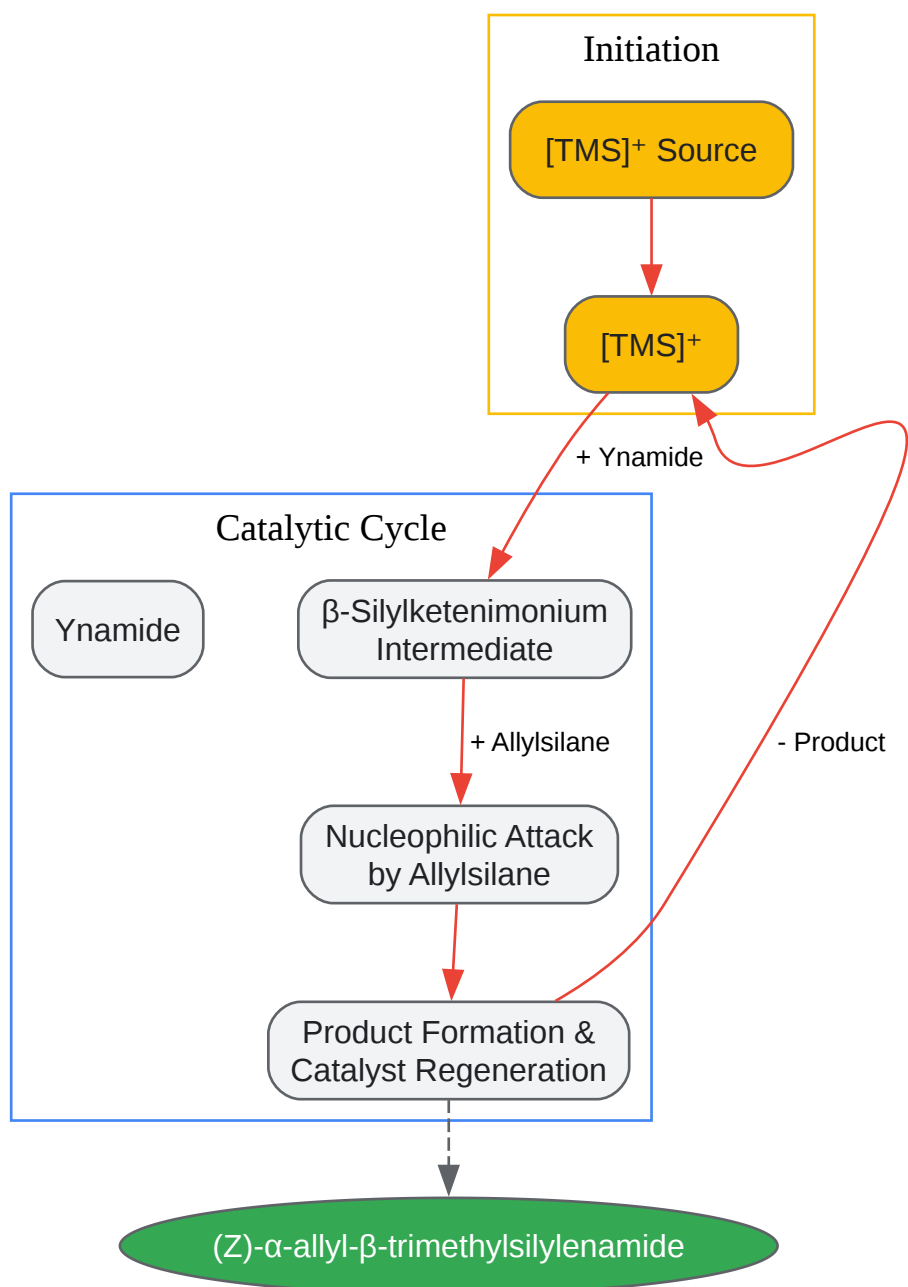 Initiation
[TMS]⁺ Source
[TMS]⁺
+ Ynamide
Catalytic Cycle
Ynamide
β-Silylketenimonium
Intermediate
+ Allylsilane
- Product
Nucleophilic Attack
by Allylsilane
Product Formation &
Catalyst Regeneration
(Z)-α-allyl-β-trimethylsilylenamide